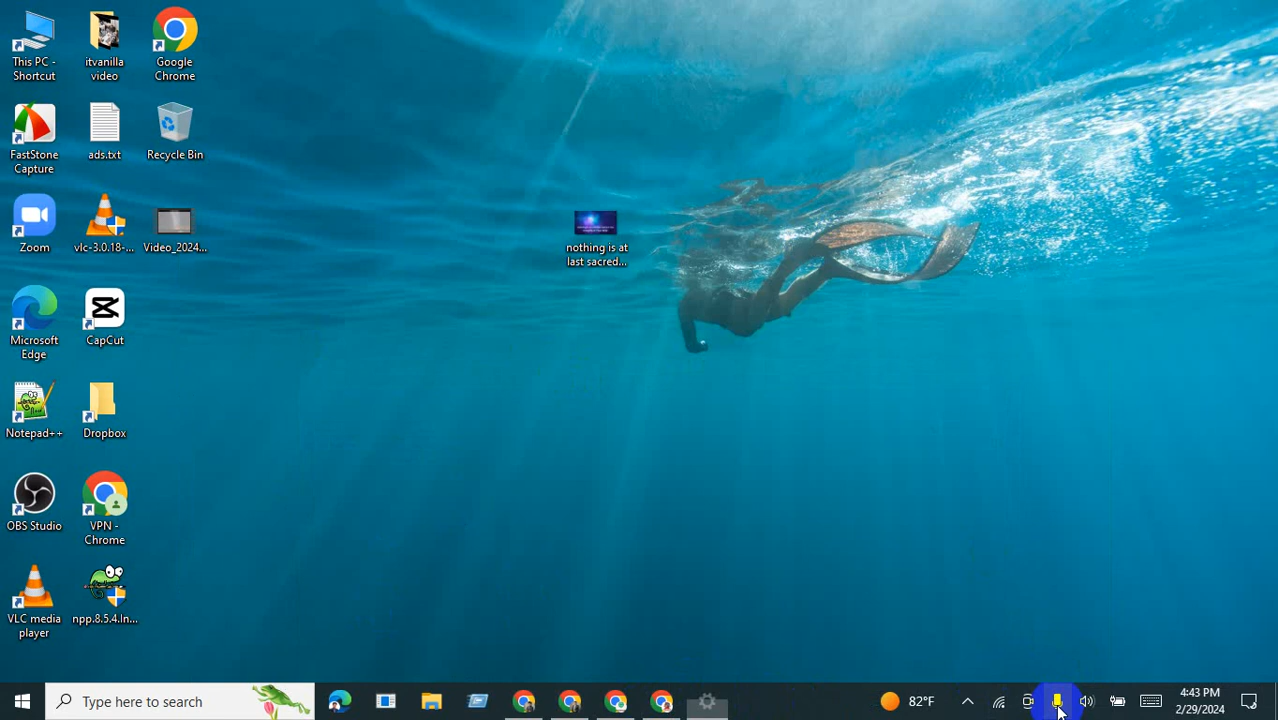 This PC -
Shortcut
itvanilla
video
Google
Chrome
FastStone
Capture
ads.txt
Recycle Bin
Zoom
vlc-3.0.18-...
Video_2024...
nothing is at
last sacred...
Microsoft
Edge
CapCut
Notepad++
Dropbox
OBS Studio
VPN -
Chrome
VLC media
player
npp.8.5.4.In...
Type here to search
82°F
4:43 PM
2/29/2024